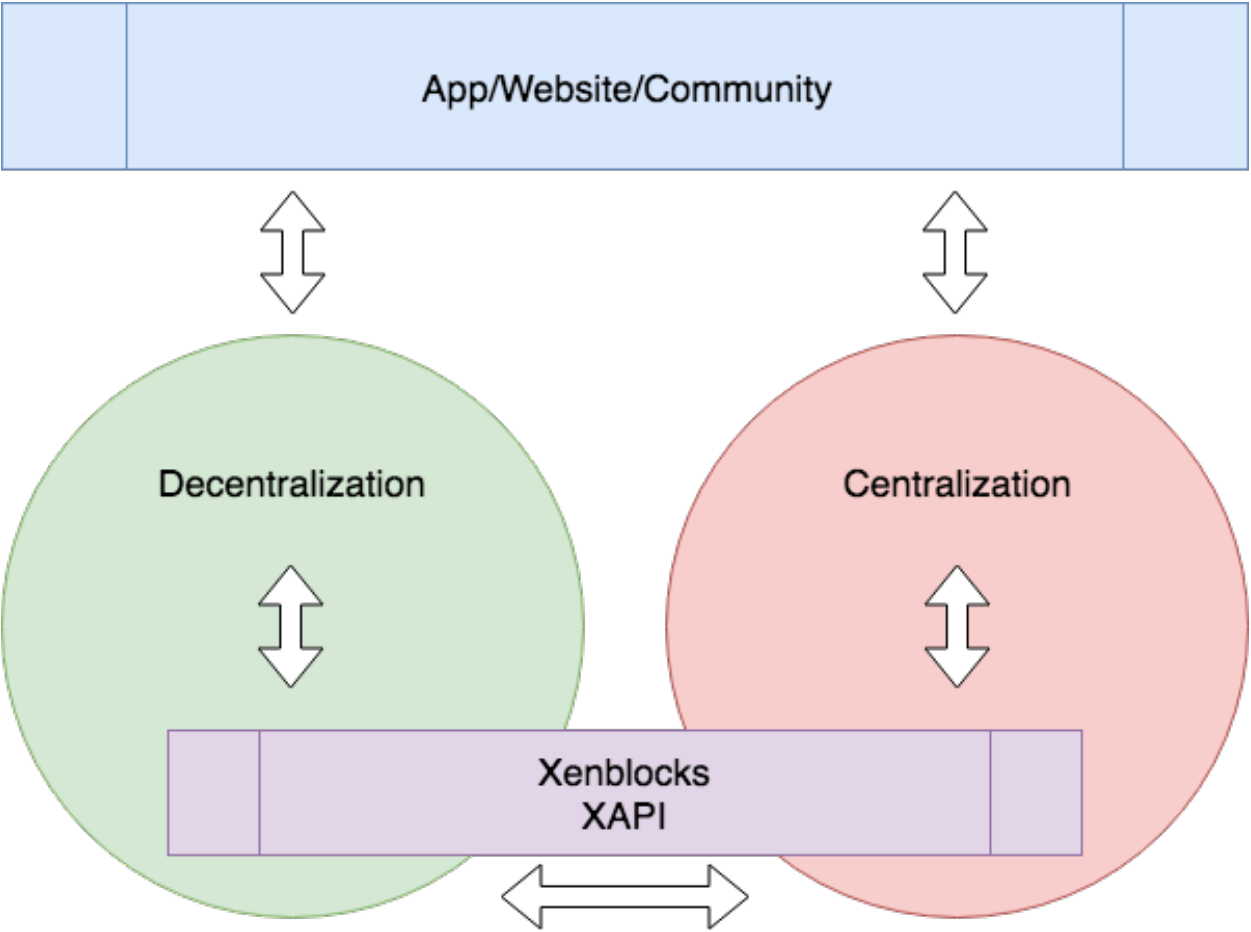 App/Website/Community
Decentralization
Centralization
Xenblocks
XAPI